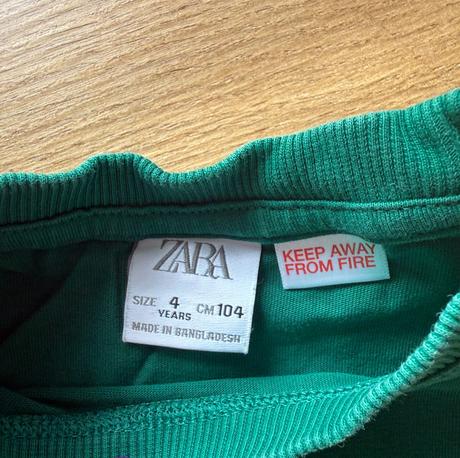 ZARA
SIZE 4 YEARS CM 104
MADE IN BANGLADESH
KEEP AWAY
FROM FIRE